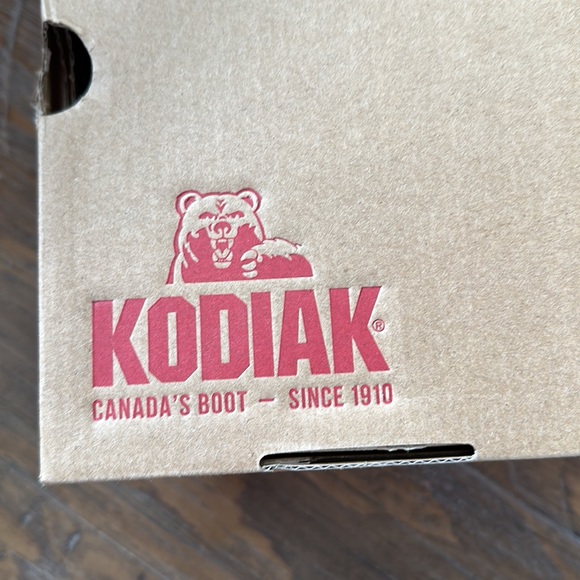 KODIAK®
CANADA'S BOOT – SINCE 1910